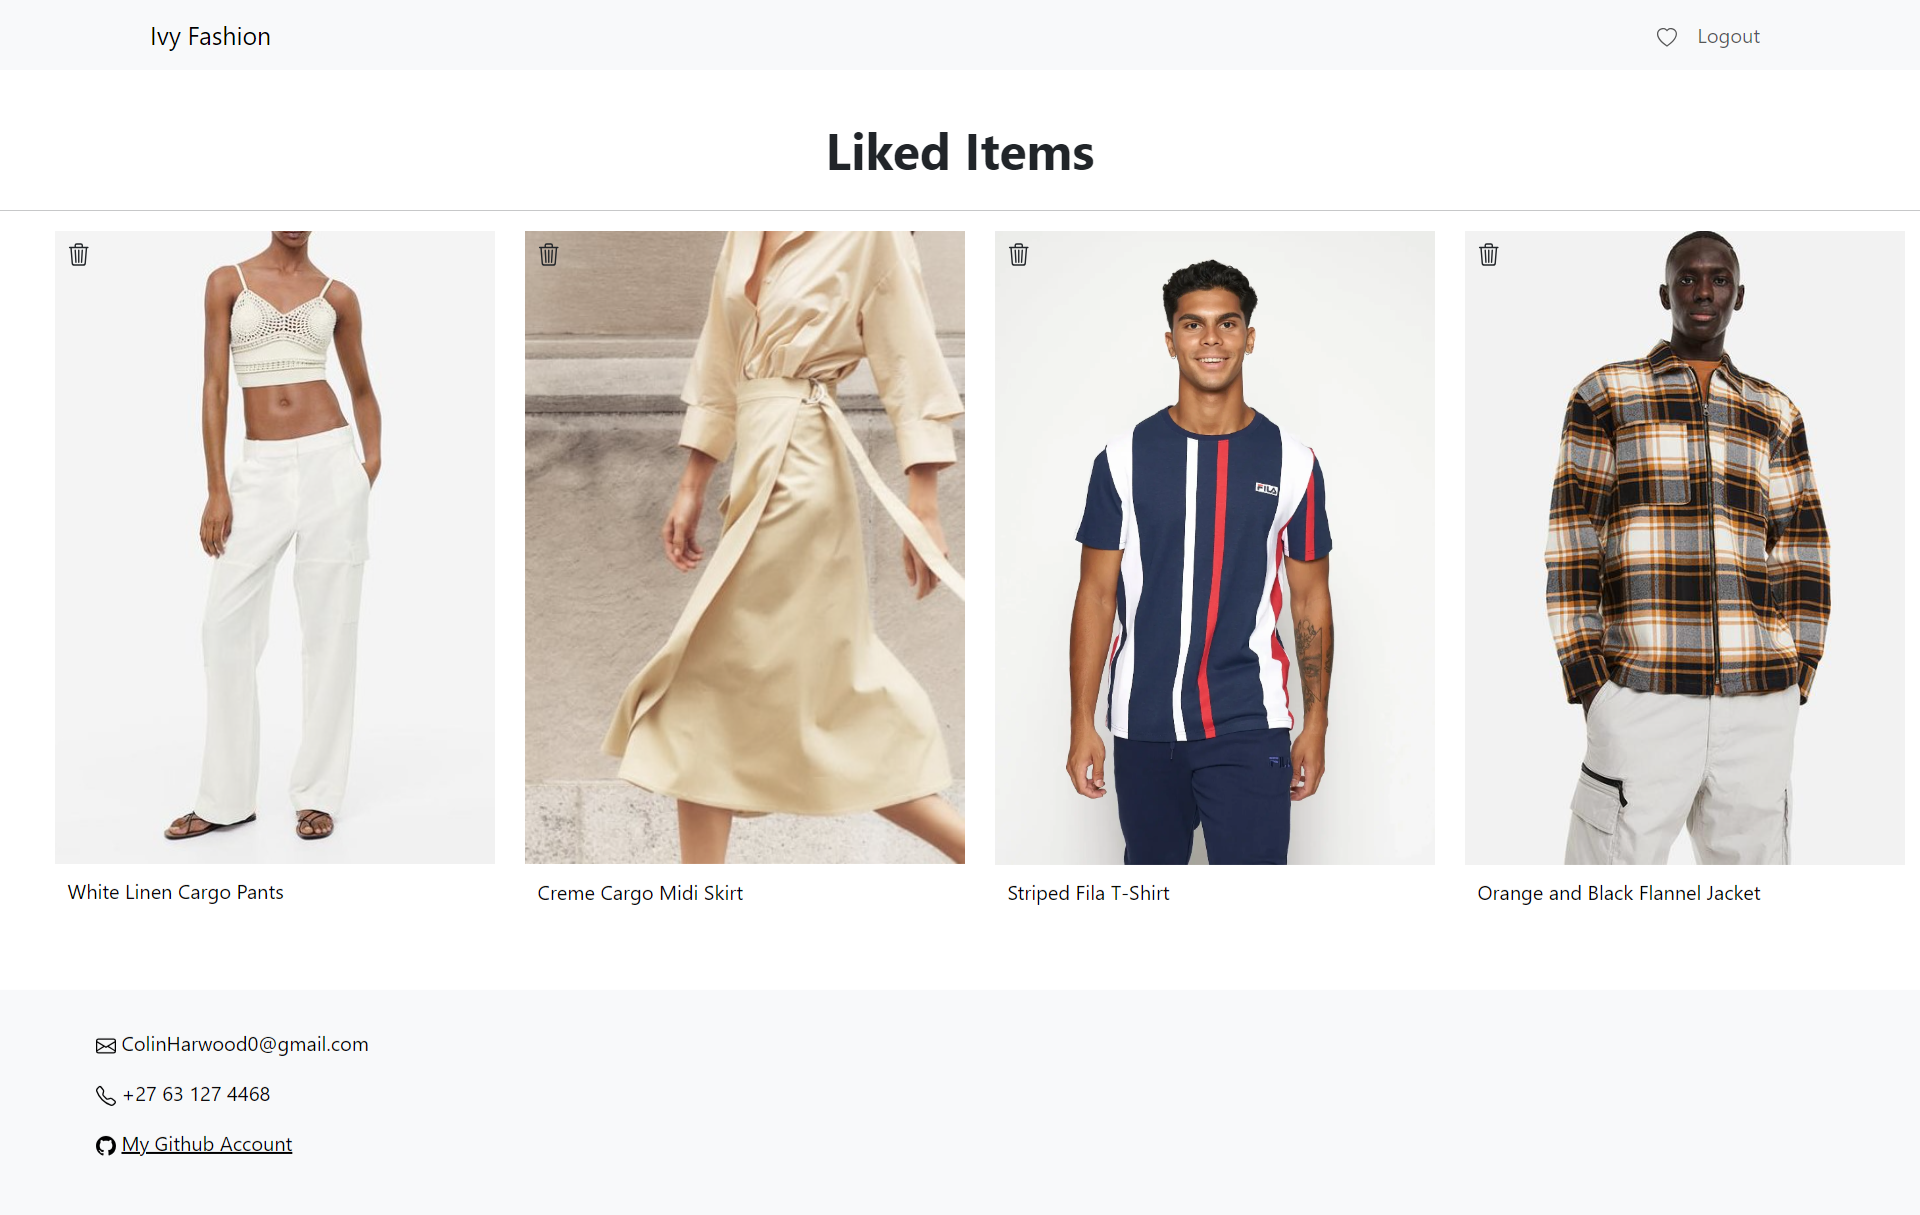 Ivy Fashion
Logout
Liked Items
FILA
White Linen Cargo Pants
Creme Cargo Midi Skirt
Striped Fila T-Shirt
Orange and Black Flannel Jacket
ColinHarwood0@gmail.com
+27 63 127 4468
My Github Account